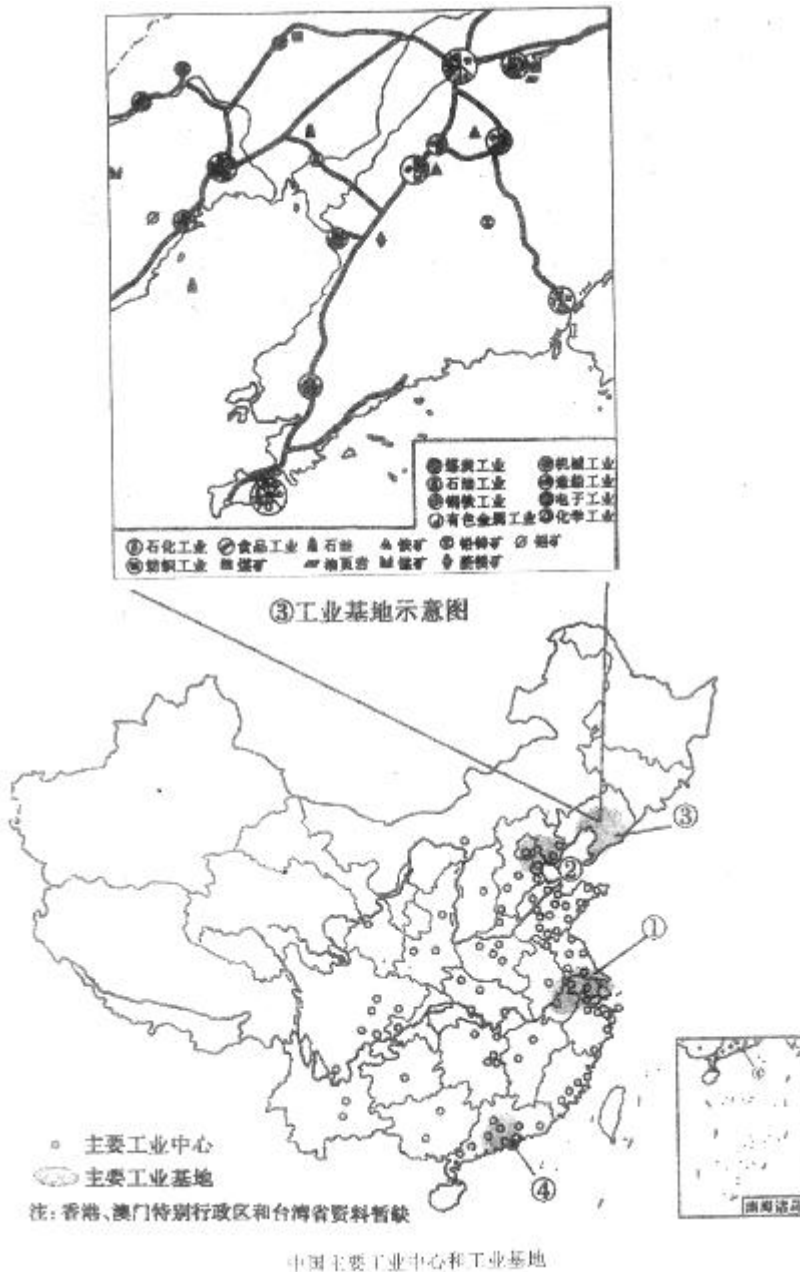 煤炭工业 机械工业
石油工业 造船工业
钢铁工业 电子工业
有色金属工业 化学工业
石化工业 食品工业 石油 铁矿 铅锌矿 钼矿
纺织工业 煤矿 油页岩 锰矿
③工业基地示意图
③
②
①
④
主要工业中心
主要工业基地
注:香港、澳门特别行政区和台湾省资料暂缺
南海诸岛
中国主要工业中心和工业基地